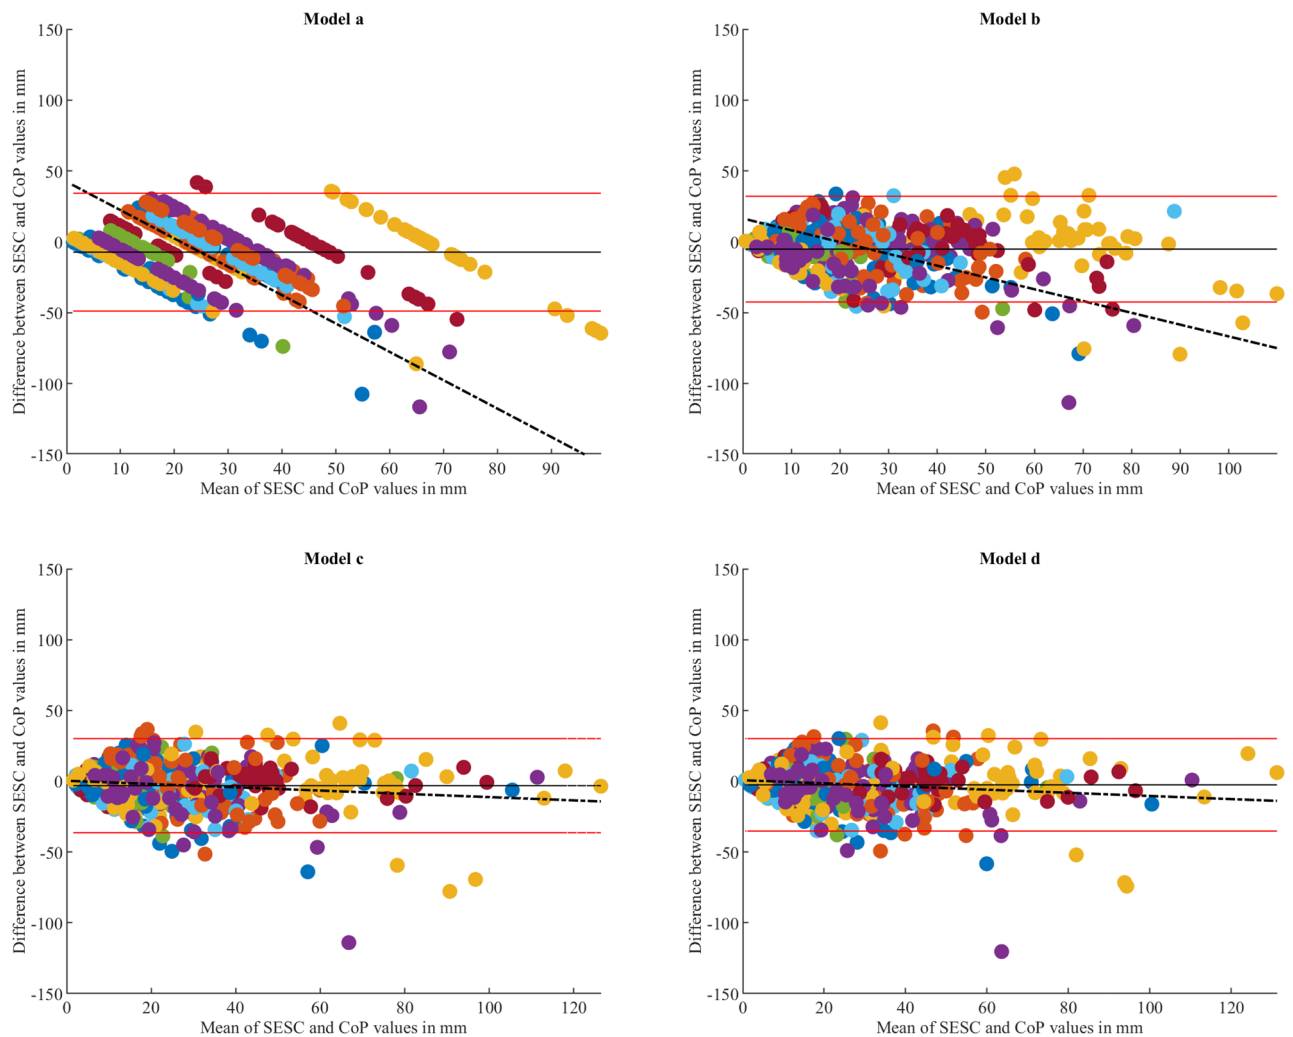 Model a
150
100
50
0
-50
-100
-150
Difference between SESC and CoP values in mm
0 10 20 30 40 50 60 70 80 90
Mean of SESC and CoP values in mm
Model b
150
100
50
0
-50
-100
-150
Difference between SESC and CoP values in mm
0 10 20 30 40 50 60 70 80 90 100
Mean of SESC and CoP values in mm
Model c
150
100
50
0
-50
-100
-150
Difference between SESC and CoP values in mm
0 20 40 60 80 100 120
Mean of SESC and CoP values in mm
Model d
150
100
50
0
-50
-100
-150
Difference between SESC and CoP values in mm
0 20 40 60 80 100 120
Mean of SESC and CoP values in mm